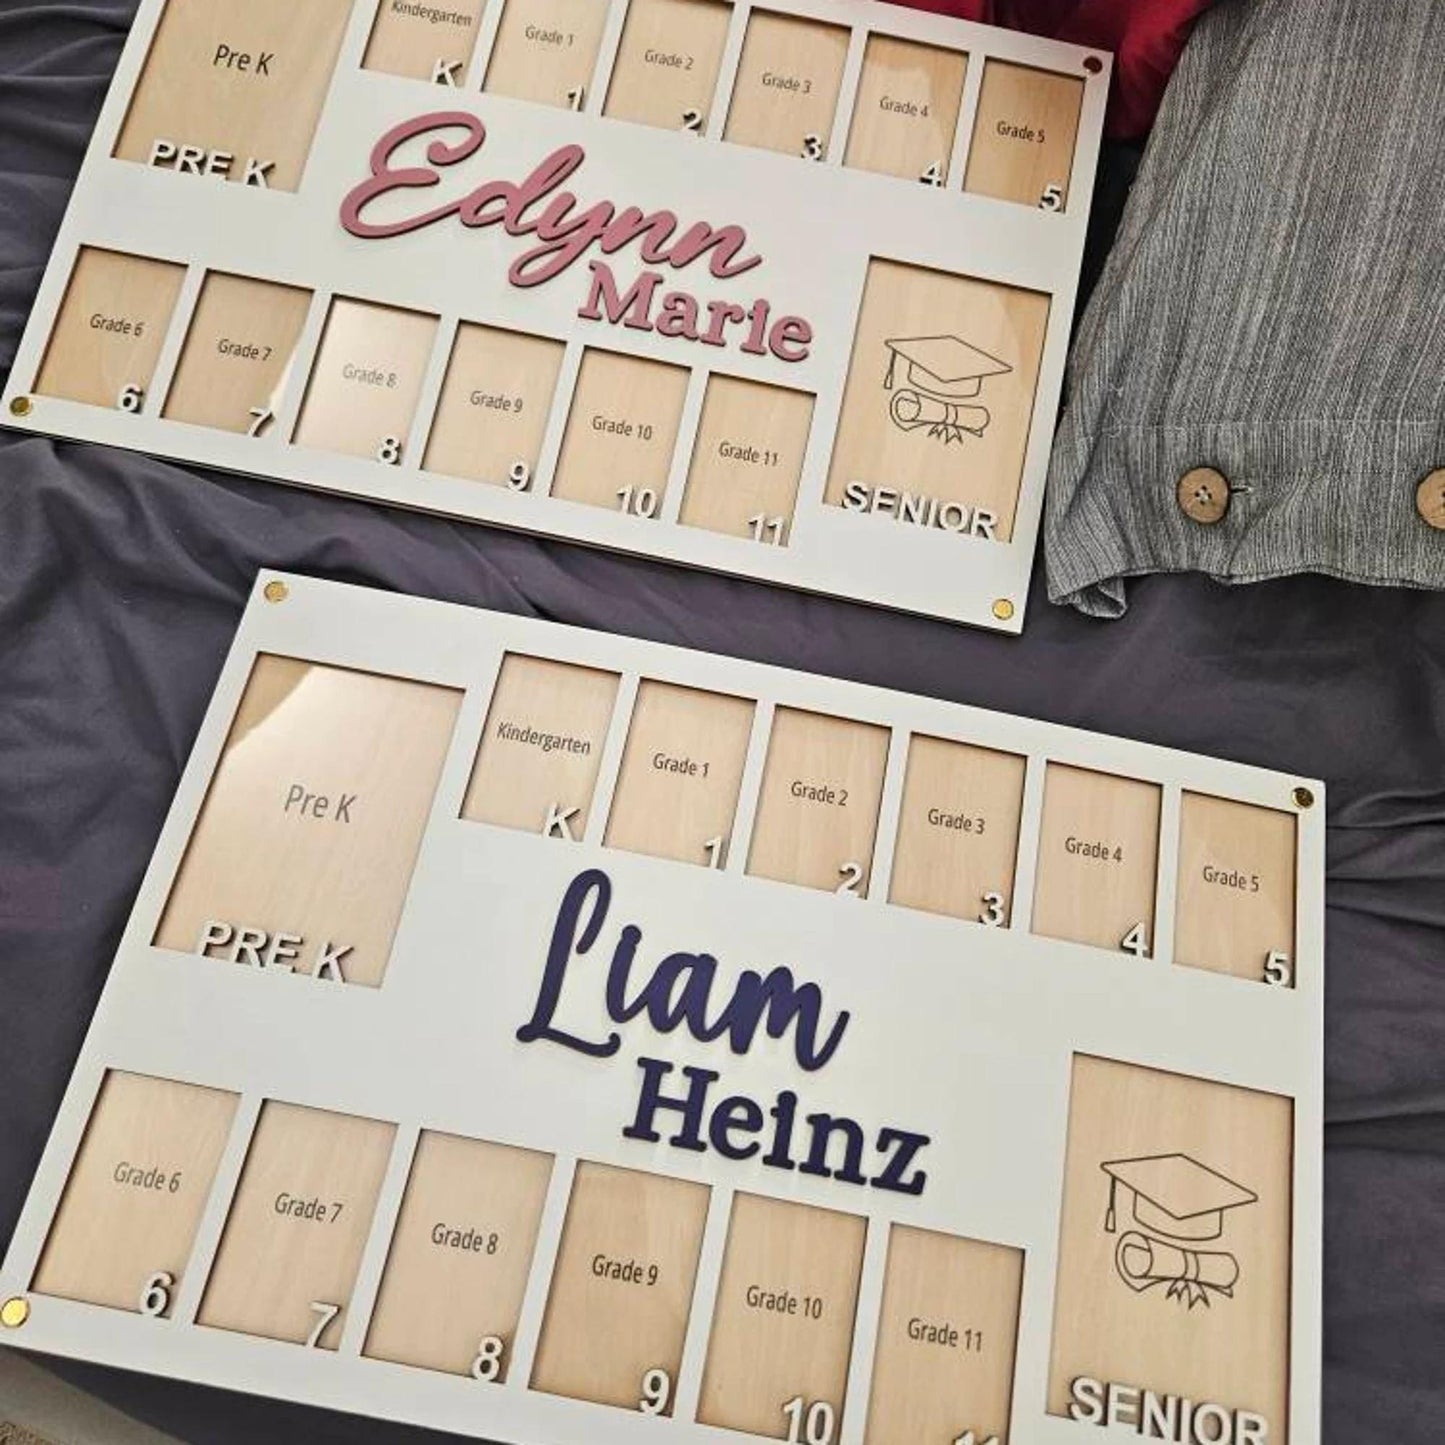 Pre K
PRE K
Kindergarten
K
Grade 1
1
Grade 2
2
Grade 3
3
Grade 4
4
Grade 5
5
Edynn
Marie
Grade 6
6
Grade 7
7
Grade 8
8
Grade 9
9
Grade 10
10
Grade 11
11
SENIOR
Pre K
PRE K
Kindergarten
K
Grade 1
1
Grade 2
2
Grade 3
3
Grade 4
4
Grade 5
5
Liam
Heinz
Grade 6
6
Grade 7
7
Grade 8
8
Grade 9
9
Grade 10
10
Grade 11
11
SENIOR